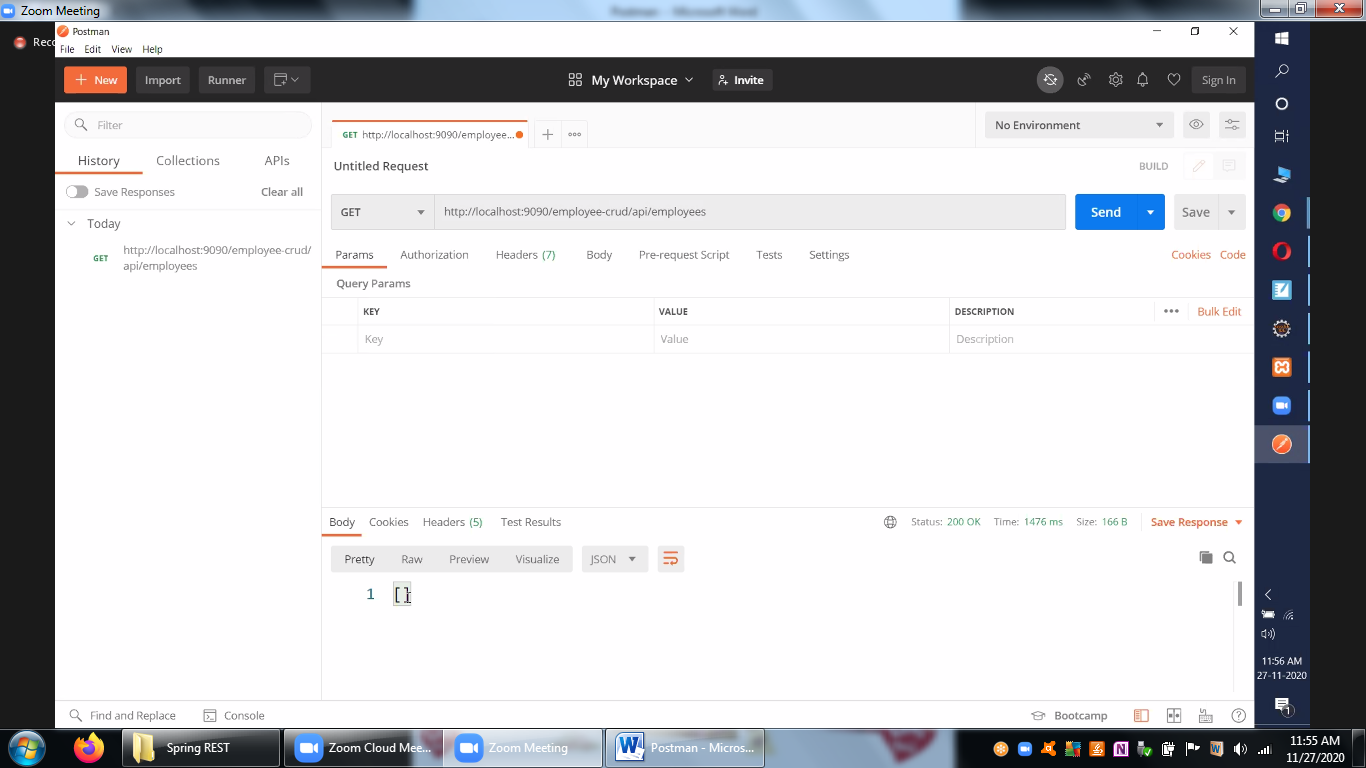 Zoom Meeting
Postman - Microsoft Word
Reco
Postman
File Edit View Help
+ New Import Runner My Workspace Invite Sign In
Filter
GET http://localhost:9090/employee... No Environment
History Collections APIs
Untitled Request BUILD
Save Responses Clear all
GET http://localhost:9090/employee-crud/api/employees Send Save
Today
GET http://localhost:9090/employee-crud/
api/employees
Params Authorization Headers (7) Body Pre-request Script Tests Settings Cookies Code
Query Params
KEY VALUE DESCRIPTION ••• Bulk Edit
Key Value Description
Body Cookies Headers (5) Test Results Status: 200 OK Time: 1476 ms Size: 166 B Save Response
Pretty Raw Preview Visualize JSON
1 []
11:56 AM
27-11-2020
1
Find and Replace Console Bootcamp
Spring REST Zoom Cloud Mee... Zoom Meeting Postman - Micros...
11:55 AM
11/27/2020